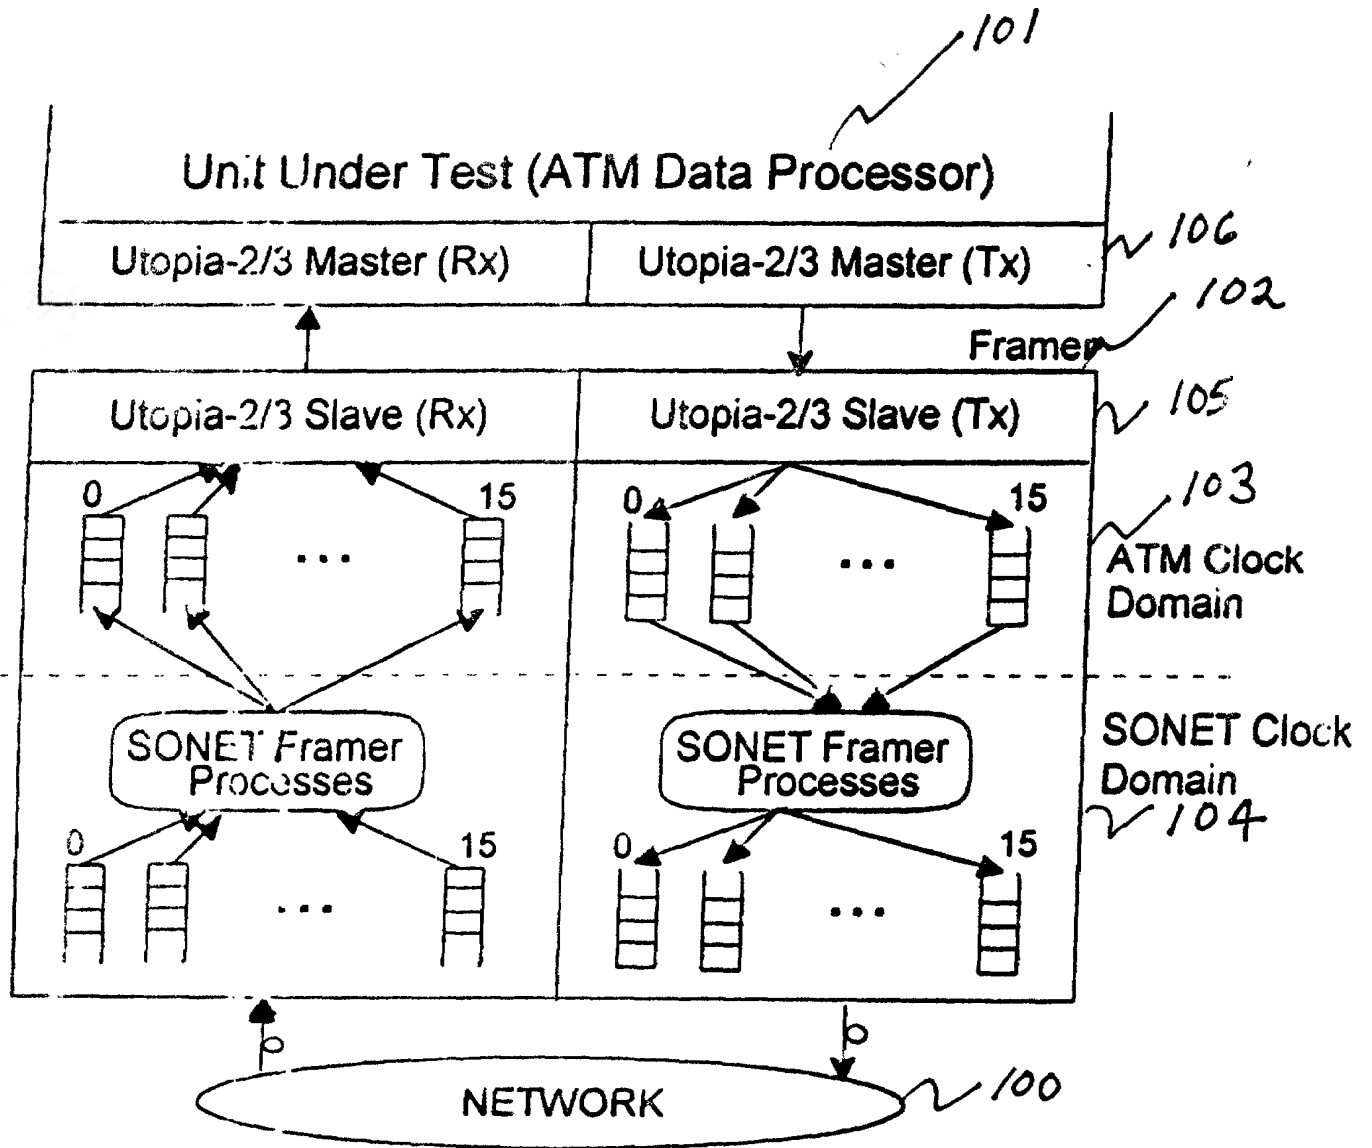 101
Unit Under Test (ATM Data Processor)
106
Utopia-2/3 Master (Rx)
Utopia-2/3 Master (Tx)
102
Framer
105
Utopia-2/3 Slave (Rx)
Utopia-2/3 Slave (Tx)
103
0
15
0
15
...
...
ATM Clock
Domain
SONET Framer
Processes
SONET Framer
Processes
SONET Clock
Domain
104
0
15
0
15
...
...
NETWORK
100